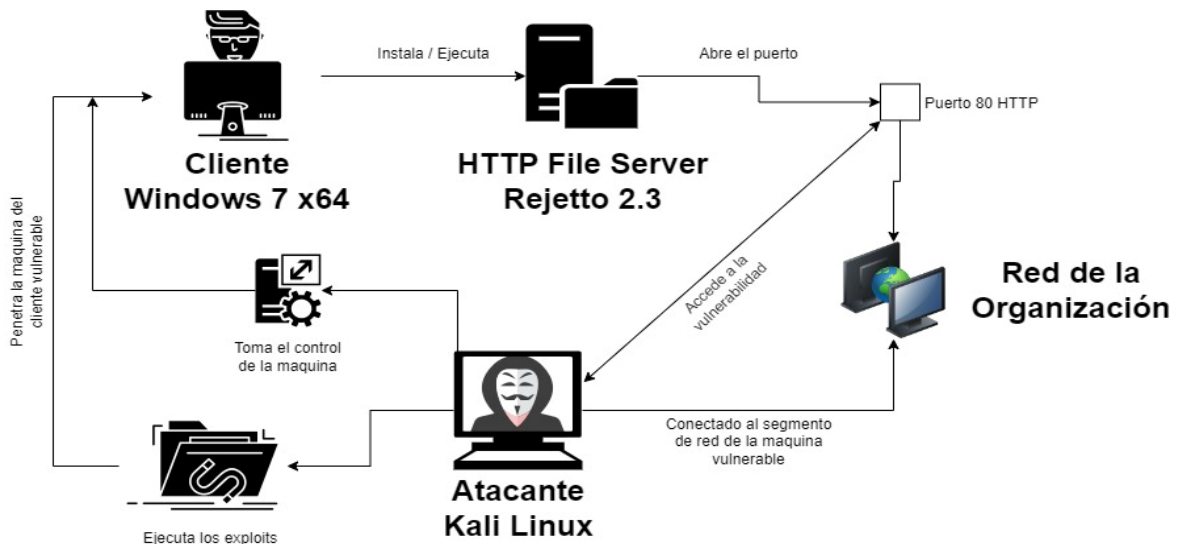 Instala / Ejecuta
Abre el puerto
Puerto 80 HTTP
Cliente
Windows 7 x64
HTTP File Server
Rejetto 2.3
Penetra la maquina del
cliente vulnerable
Accede a la
vulnerabilidad
Red de la
Organización
Toma el control
de la maquina
Conectado al segmento
de red de la maquina
vulnerable
Atacante
Kali Linux
Ejecuta los exploits